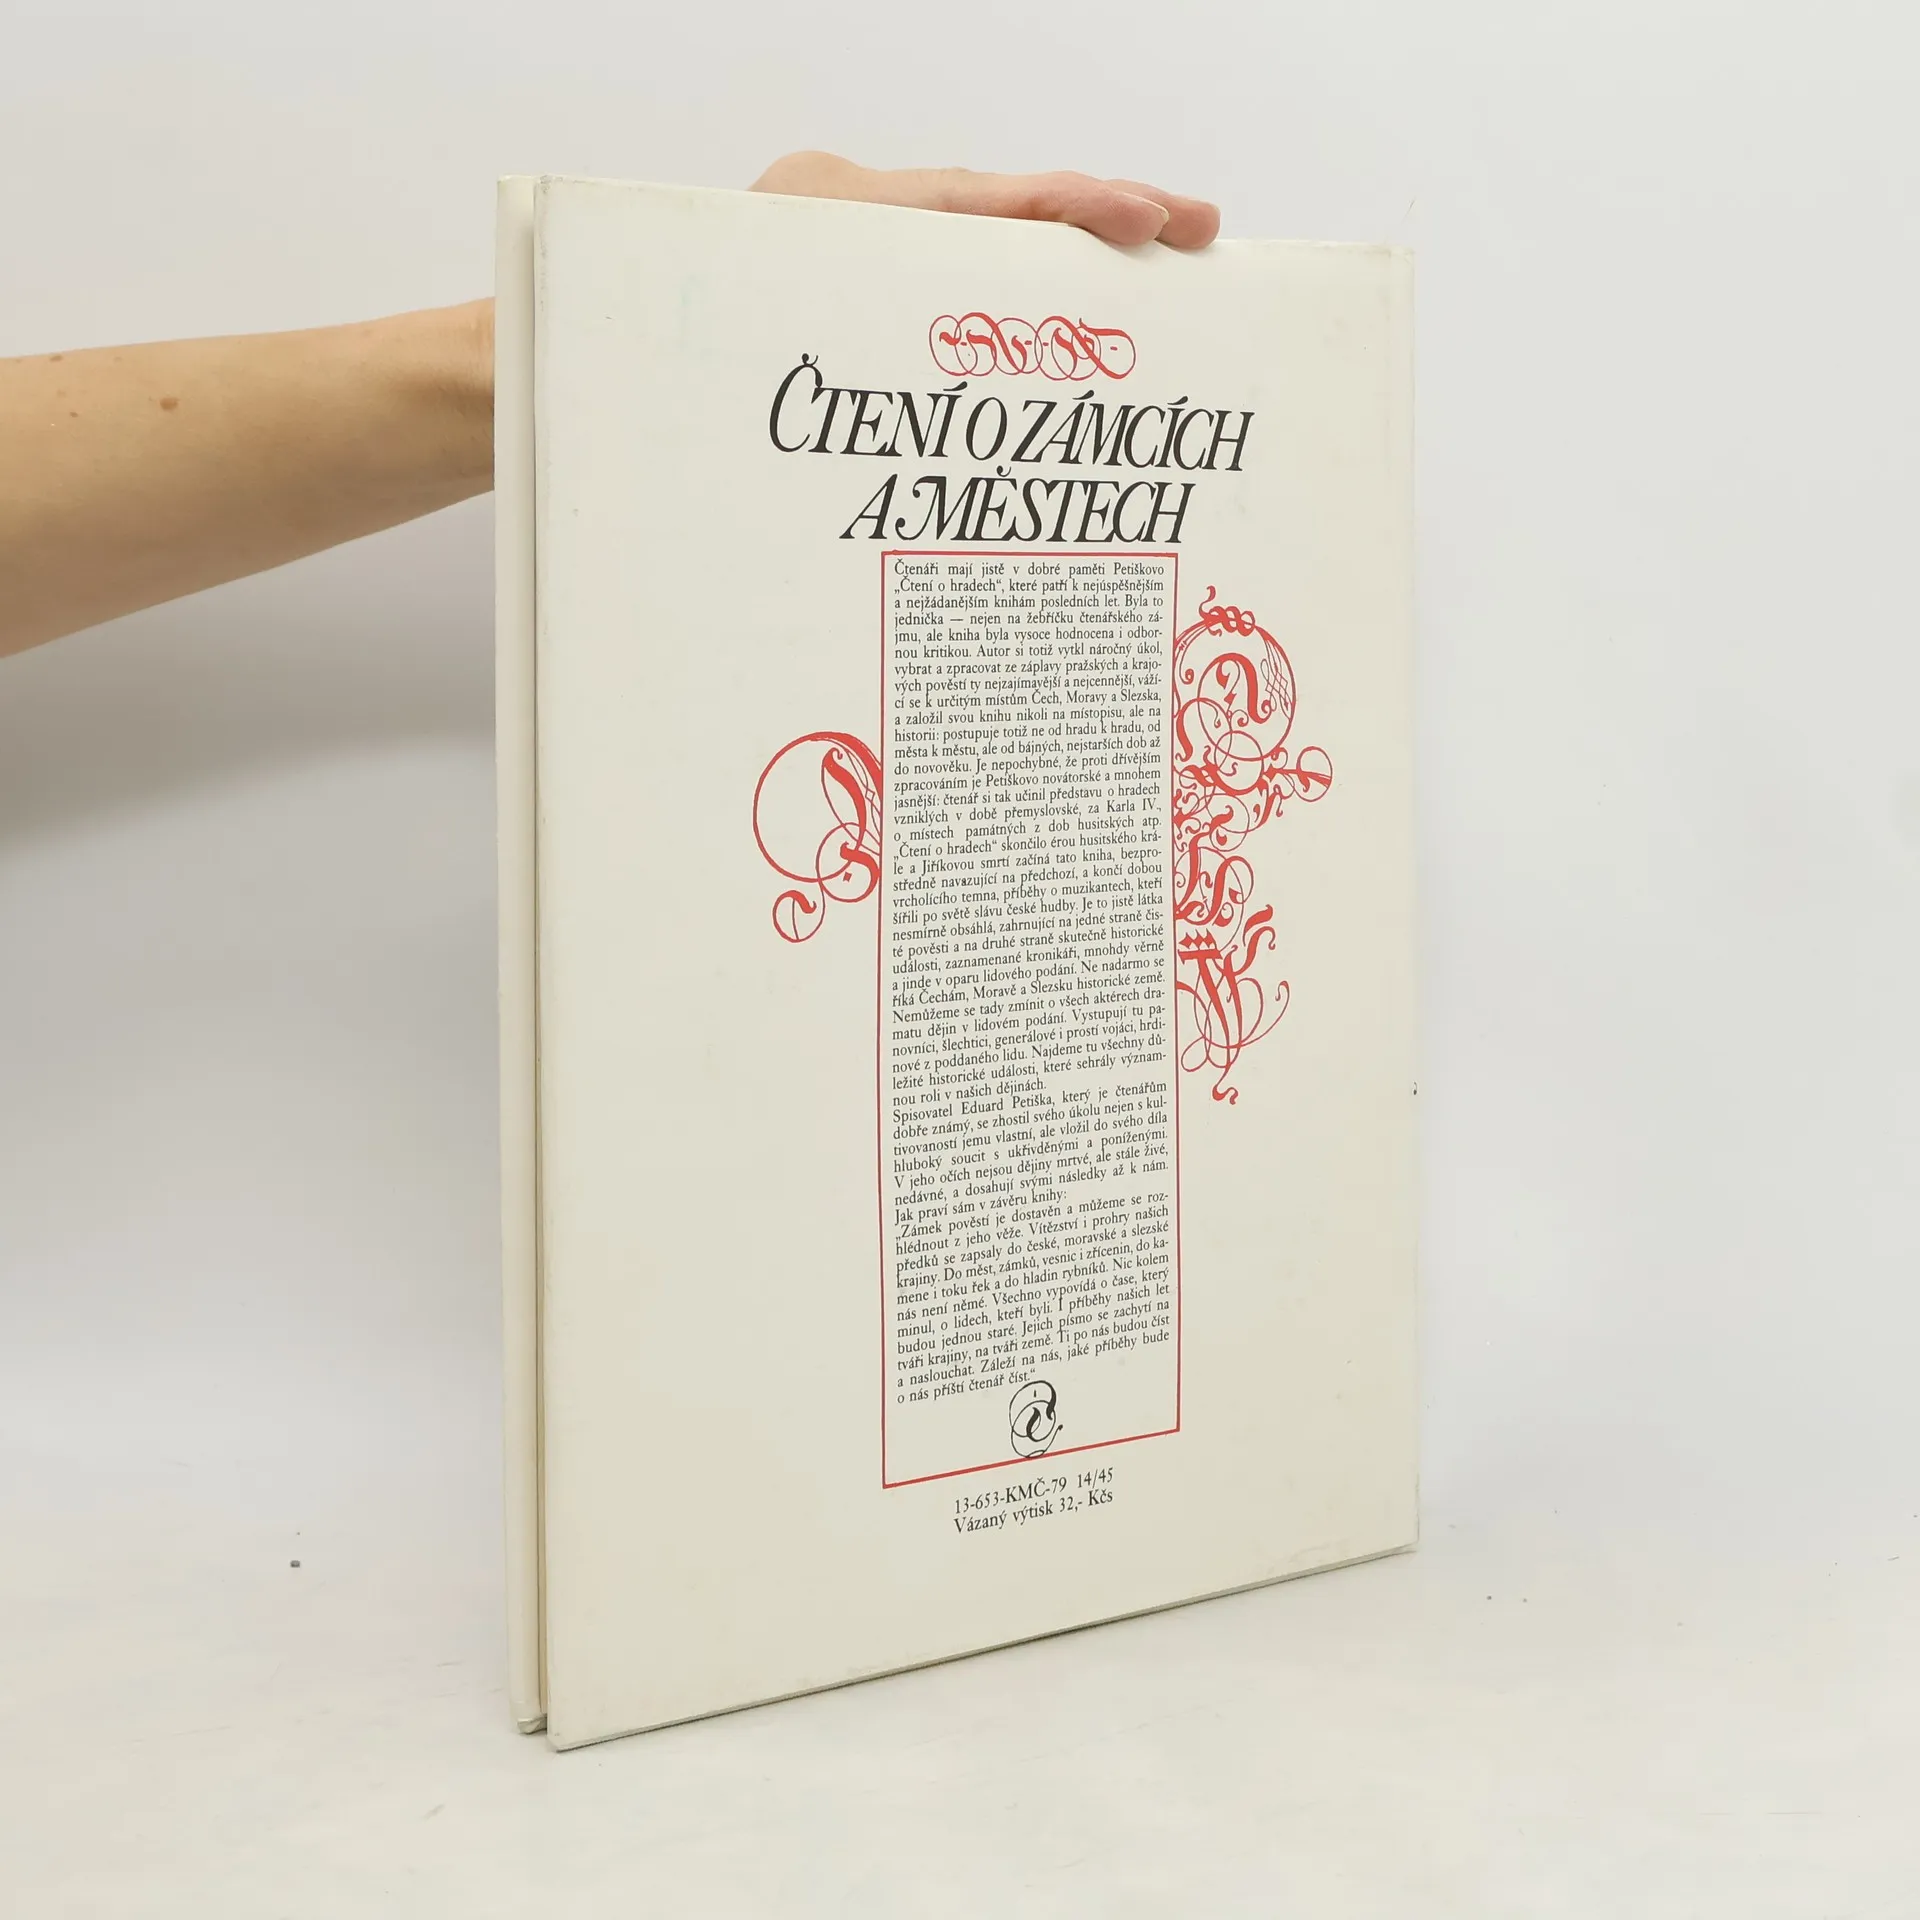 ČTENÍ O ZÁMCÍCH
A MĚSTECH
Čtenáři mají jistě v dobré paměti Petiškovo
„Čtení o hradech“, které patří k nejúspěšnějším
a nejžádanějším knihám posledních let. Byla to
jednička — nejen na žebříčku čtenářského zá-
jmu, ale kniha byla vysoce hodnocena i odbor-
nou kritikou. Autor si totiž vytkl náročný úkol,
vybrat a zpracovat ze záplavy pražských a krajo-
vých pověstí ty nejzajímavější a nejcennější, váží-
cí se k určitým místům Čech, Moravy a Slezska,
a založil svou knihu nikoli na místopisu, ale na
historii: postupuje totiž ne od hradu k hradu, od
města k městu, ale od bájných, nejstarších dob až
do novověku. Je nepochybné, že proti dřívějším
zpracováním je Petiškovo novátorské a mnohem
jasnější: čtenář si tak učinil představu o hradech
vzniklých v době přemyslovské, za Karla IV.,
o místech památných z dob husitských atp.
„Čtení o hradech“ skončilo érou husitského krá-
le a Jiříkovou smrtí začíná tato kniha, bezpro-
středně navazující na předchozí, a končí dobou
vrcholícího temna, příběhy o muzikantech, kteří
šířili po světě slávu české hudby. Je to jistě látka
nesmírně obsáhlá, zahrnující na jedné straně čis-
té pověsti a na druhé straně skutečně historické
události, zaznamenané kronikáři, mnohdy věrně
a jinde v oparu lidového podání. Ne nadarmo se
říká Čechám, Moravě a Slezsku historické země.
Nemůžeme se tady zmínit o všech aktérech dra-
matu dějin v lidovém podání. Vystupují tu pa-
novníci, šlechtici, generálové i prostí vojáci, hrdi-
nové z poddaného lidu. Najdeme tu všechny dů-
ležité historické události, které sehrály význam-
nou roli v našich dějinách.
Spisovatel Eduard Petiška, který je čtenářům
dobře známý, se zhostil svého úkolu nejen s kul-
tivovaností jemu vlastní, ale vložil do svého díla
hluboký soucit s ukřivděnými a poníženými.
V jeho očích nejsou dějiny mrtvé, ale stále živé,
nedávné, a dosahují svými následky až k nám.
Jak praví sám v závěru knihy:
„Zámek pověstí je dostavěn a můžeme se roz-
hlédnout z jeho věže. Vítězství i prohry našich
předků se zapsaly do české, moravské a slezské
krajiny. Do měst, zámků, vesnic i zřícenin, do ka-
mene i toku řek a do hladin rybníků. Nic kolem
nás není němé. Všechno vypovídá o čase, který
minul, o lidech, kteří byli. I příběhy našich let
budou jednou staré. Jejich písmo se zachytí na
tváři krajiny, na tváři země. Ti po nás budou číst
a naslouchat. Záleží na nás, jaké příběhy bude
o nás příští čtenář číst.“
13-653-KMČ-79 14/45
Vázaný výtisk 32,- Kčs